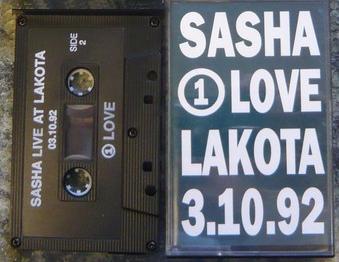 SASHA LIVE AT LAKOTA
03.10.92
SIDE
2
① LOVE
SASHA
① LOVE
LAKOTA
3.10.92